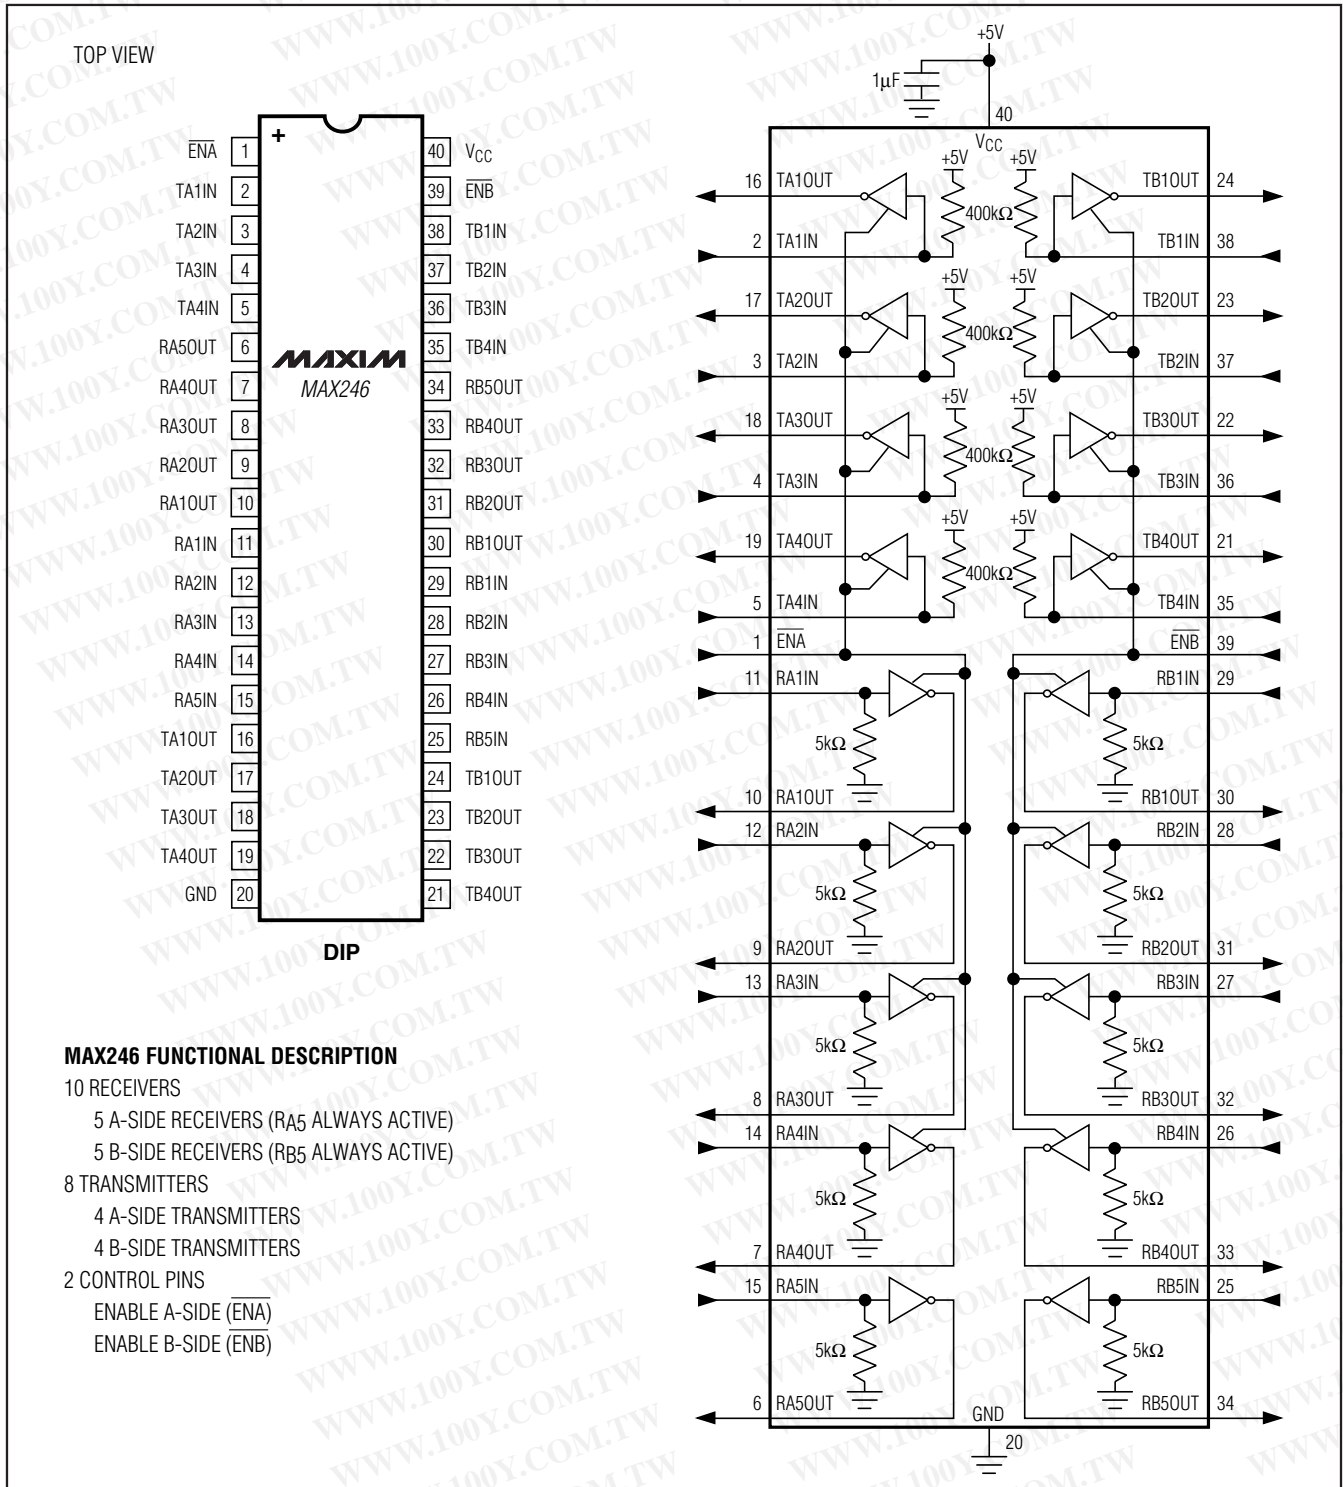 TOP VIEW
+
ENA 1
TA1IN 2
TA2IN 3
TA3IN 4
TA4IN 5
RA5OUT 6
RA4OUT 7
RA3OUT 8
RA2OUT 9
RA1OUT 10
RA1IN 11
RA2IN 12
RA3IN 13
RA4IN 14
RA5IN 15
TA1OUT 16
TA2OUT 17
TA3OUT 18
TA4OUT 19
GND 20
MAXIM
MAX246
40 VCC
39 ENB
38 TB1IN
37 TB2IN
36 TB3IN
35 TB4IN
34 RB5OUT
33 RB4OUT
32 RB3OUT
31 RB2OUT
30 RB1OUT
29 RB1IN
28 RB2IN
27 RB3IN
26 RB4IN
25 RB5IN
24 TB1OUT
23 TB2OUT
22 TB3OUT
21 TB4OUT
DIP
MAX246 FUNCTIONAL DESCRIPTION
10 RECEIVERS
5 A-SIDE RECEIVERS (RA5 ALWAYS ACTIVE)
5 B-SIDE RECEIVERS (RB5 ALWAYS ACTIVE)
8 TRANSMITTERS
4 A-SIDE TRANSMITTERS
4 B-SIDE TRANSMITTERS
2 CONTROL PINS
ENABLE A-SIDE (ENA)
ENABLE B-SIDE (ENB)
+5V
1µF
40
VCC
+5V +5V
16 TA1OUT TB1OUT 24
400kΩ
2 TA1IN TB1IN 38
+5V +5V
17 TA2OUT TB2OUT 23
400kΩ
3 TA2IN TB2IN 37
+5V +5V
18 TA3OUT TB3OUT 22
400kΩ
4 TA3IN TB3IN 36
+5V +5V
19 TA4OUT TB4OUT 21
400kΩ
5 TA4IN TB4IN 35
1 ENA ENB 39
11 RA1IN RB1IN 29
5kΩ 5kΩ
10 RA1OUT RB1OUT 30
12 RA2IN RB2IN 28
5kΩ 5kΩ
9 RA2OUT RB2OUT 31
13 RA3IN RB3IN 27
5kΩ 5kΩ
8 RA3OUT RB3OUT 32
14 RA4IN RB4IN 26
5kΩ 5kΩ
7 RA4OUT RB4OUT 33
15 RA5IN RB5IN 25
5kΩ 5kΩ
6 RA5OUT RB5OUT 34
GND
20
WWW.100Y.COM.TW